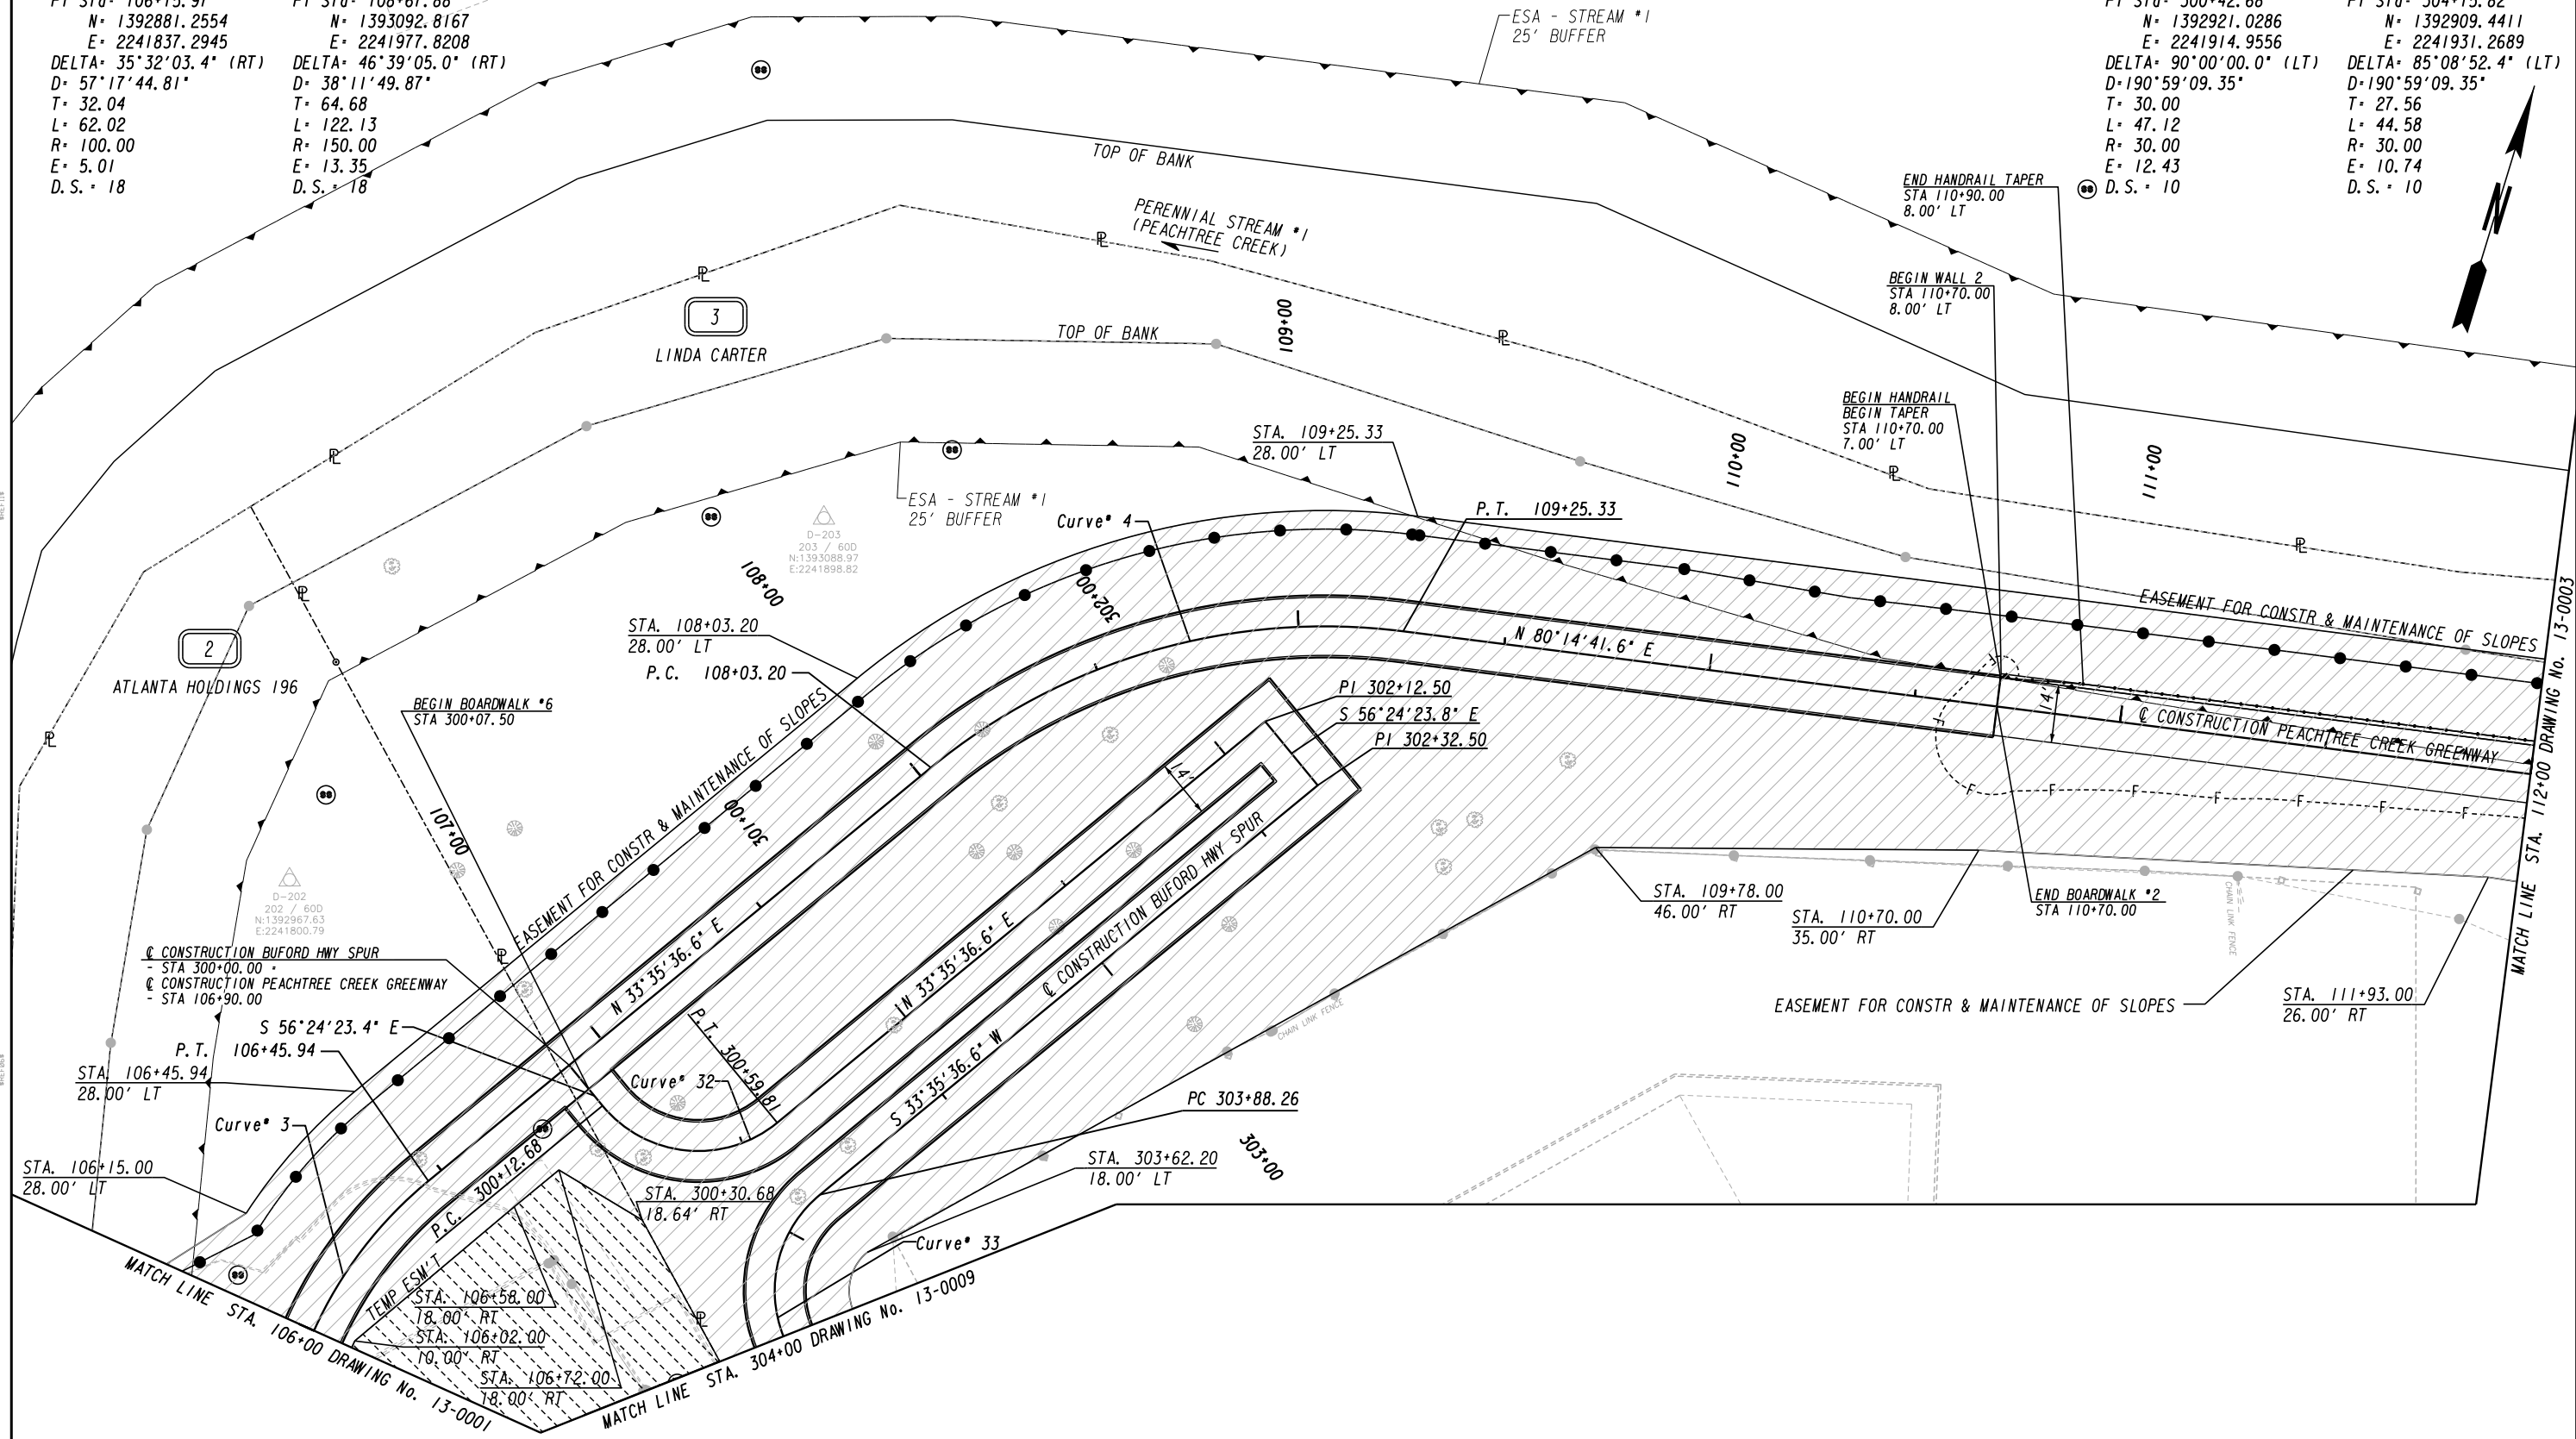 N= 1392881.2554
E= 2241837.2945
DELTA= 35°32'03.4" (RT)
D= 57°17'44.81"
T= 32.04
L= 62.02
R= 100.00
E= 5.01
D.S. = 18
N= 1393092.8167
E= 2241977.8208
DELTA= 46°39'05.0" (RT)
D= 38°11'49.87"
T= 64.68
L= 122.13
R= 150.00
E= 13.35
D.S. = 18
ESA - STREAM #1
25' BUFFER
N= 1392921.0286
E= 2241914.9556
DELTA= 90°00'00.0" (LT)
D=190°59'09.35"
T= 30.00
L= 47.12
R= 30.00
E= 12.43
D.S. = 10
N= 1392909.4411
E= 2241931.2689
DELTA= 85°08'52.4" (LT)
D=190°59'09.35"
T= 27.56
L= 44.58
R= 30.00
E= 10.74
D.S. = 10
N
TOP OF BANK
PERENNIAL STREAM #1
(PEACHTREE CREEK)
END HANDRAIL TAPER
STA 110+90.00
8.00' LT
BEGIN WALL 2
STA 110+70.00
8.00' LT
3
LINDA CARTER
TOP OF BANK
109+00
BEGIN HANDRAIL
BEGIN TAPER
STA 110+70.00
7.00' LT
STA. 109+25.33
28.00' LT
110+00
111+00
ESA - STREAM #1
25' BUFFER
Curve# 4
P.T. 109+25.33
D-203
203 / 60D
N:1393088.97
E:2241898.82
108+00
302+00
STA. 108+03.20
28.00' LT
P.C. 108+03.20
2
ATLANTA HOLDINGS 196
BEGIN BOARDWALK #6
STA 300+07.50
EASEMENT FOR CONSTR & MAINTENANCE OF SLOPES
N 80°14'41.6" E
EASEMENT FOR CONSTR & MAINTENANCE OF SLOPES
PI 302+12.50
S 56°24'23.8" E
PI 302+32.50
14'
14'
℄ CONSTRUCTION PEACHTREE CREEK GREENWAY
107+00
301+00
D-202
202 / 60D
N:1392967.63
E:2241800.79
℄ CONSTRUCTION BUFORD HWY SPUR
- STA 300+00.00 =
℄ CONSTRUCTION PEACHTREE CREEK GREENWAY
- STA 106+90.00
S 56°24'23.4" E
P.T. 106+45.94
STA. 106+45.94
28.00' LT
Curve# 3
STA. 106+15.00
28.00' LT
N 33°35'36.6" E
N 33°35'36.6" E
℄ CONSTRUCTION BUFORD HWY SPUR
S 33°35'36.6" W
P.T. 300+59.81
Curve# 32
P.C. 300+12.68
STA. 300+30.68
18.64' RT
PC 303+88.26
STA. 303+62.20
18.00' LT
303+00
Curve# 33
CHAIN LINK FENCE
CHAIN LINK FENCE
STA. 109+78.00
46.00' RT
STA. 110+70.00
35.00' RT
END BOARDWALK #2
STA 110+70.00
EASEMENT FOR CONSTR & MAINTENANCE OF SLOPES
STA. 111+93.00
26.00' RT
MATCH LINE STA. 112+00 DRAWING No. 13-0003
TEMP ESM'T
STA. 106+58.00
18.00' RT
STA. 106+02.00
10.00' RT
STA. 106+72.00
18.00' RT
MATCH LINE STA. 106+00 DRAWING No. 13-0001
MATCH LINE STA. 304+00 DRAWING No. 13-0009